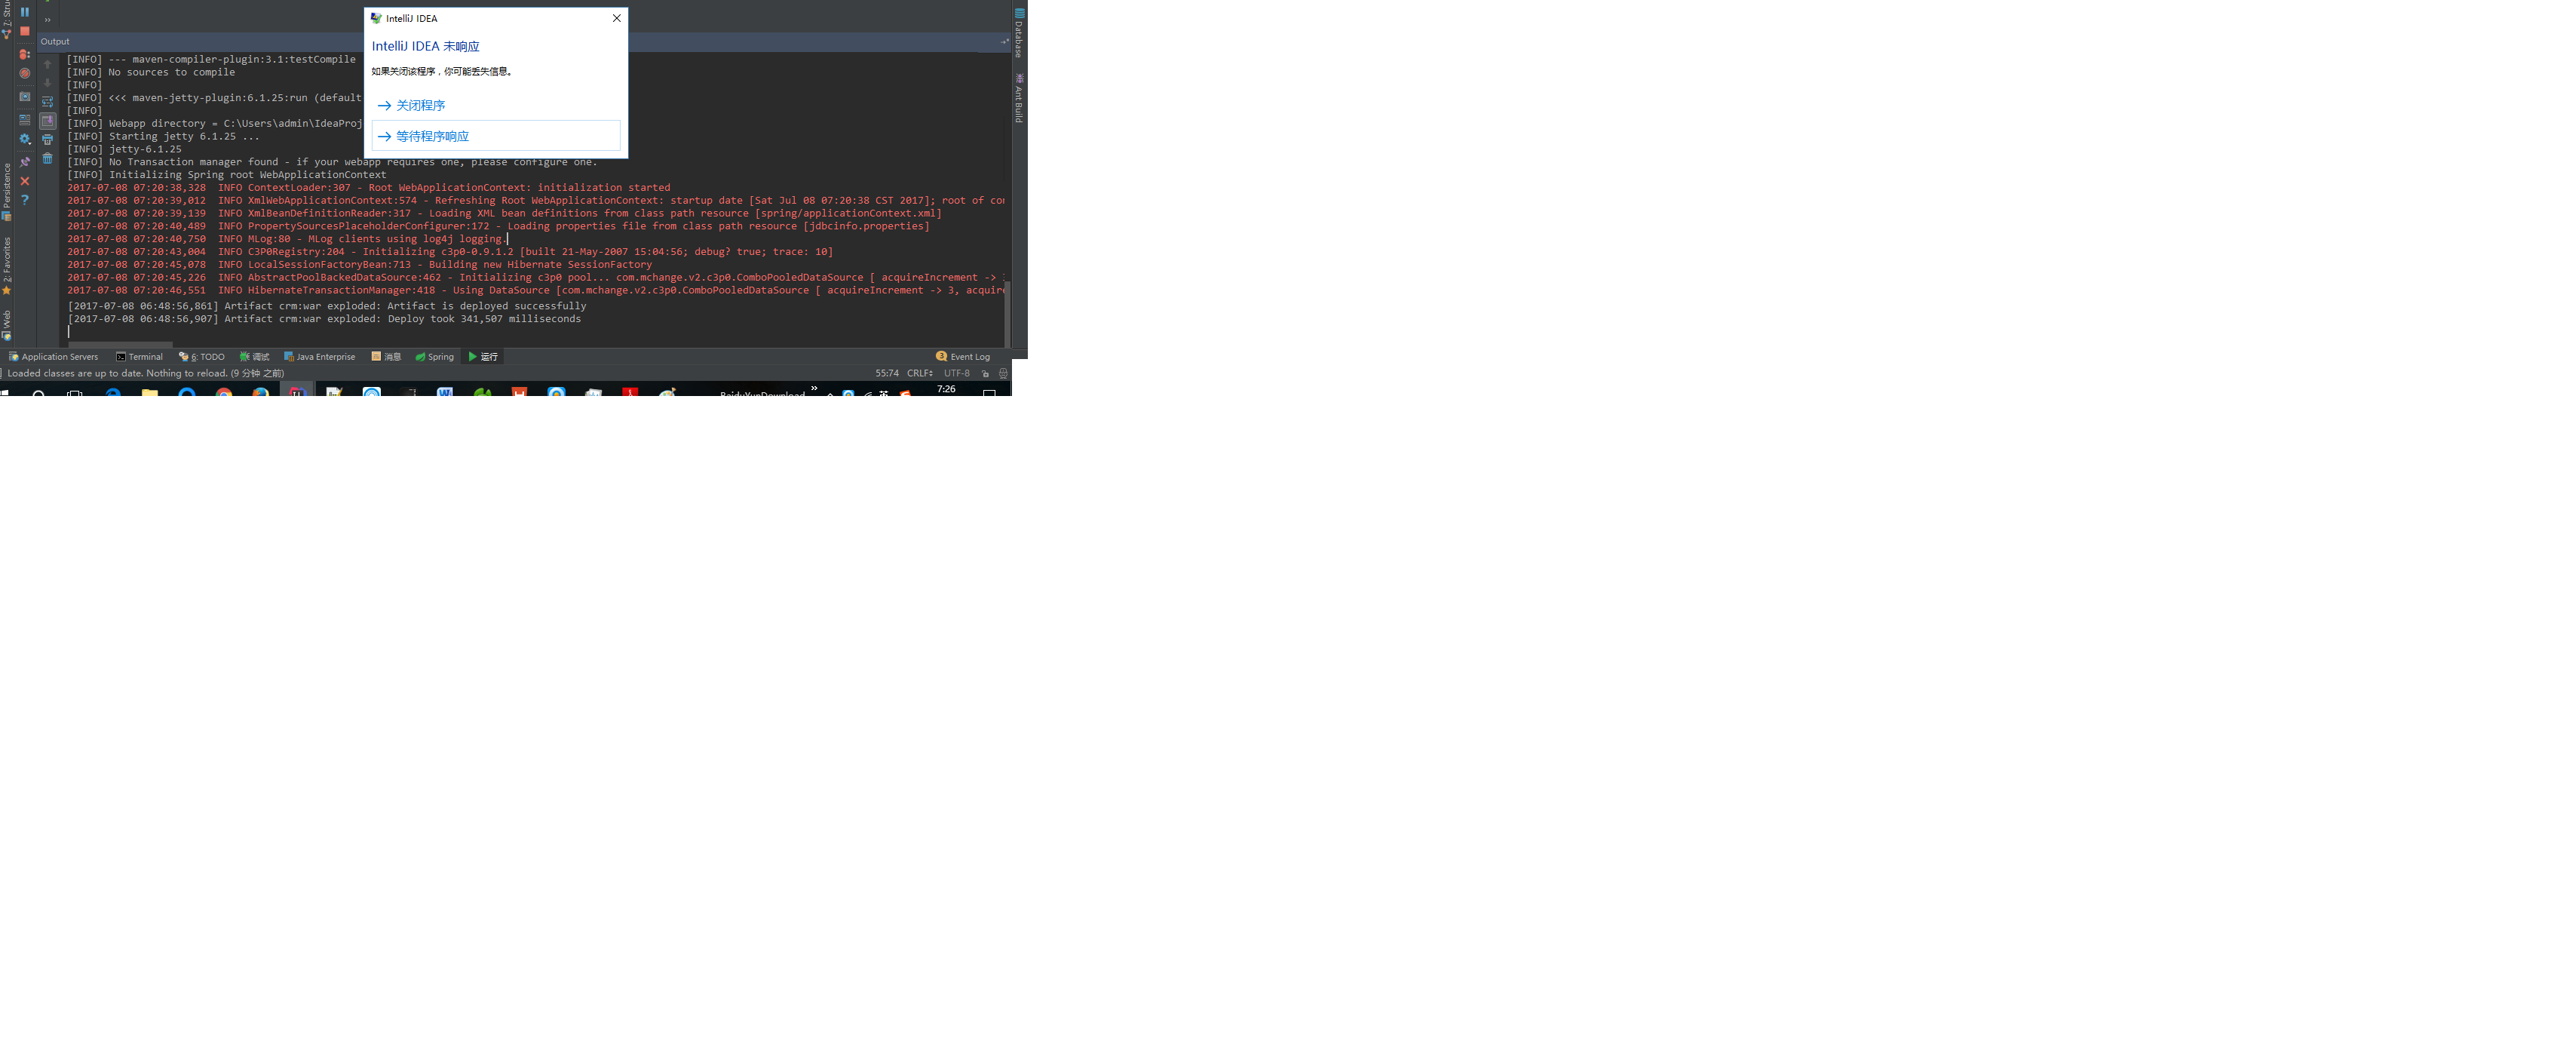 IntelliJ IDEA
IntelliJ IDEA 未响应
如果关闭该程序，你可能丢失信息。
关闭程序
等待程序响应
Output
[INFO] --- maven-compiler-plugin:3.1:testCompile
[INFO] No sources to compile
[INFO]
[INFO] <<< maven-jetty-plugin:6.1.25:run (default
[INFO]
[INFO] Webapp directory = C:\Users\admin\IdeaProj
[INFO] Starting jetty 6.1.25 ...
[INFO] jetty-6.1.25
[INFO] No Transaction manager found - if your webapp requires one, please configure one.
[INFO] Initializing Spring root WebApplicationContext
2017-07-08 07:20:38,328 INFO ContextLoader:307 - Root WebApplicationContext: initialization started
2017-07-08 07:20:39,012 INFO XmlWebApplicationContext:574 - Refreshing Root WebApplicationContext: startup date [Sat Jul 08 07:20:38 CST 2017]; root of con
2017-07-08 07:20:39,139 INFO XmlBeanDefinitionReader:317 - Loading XML bean definitions from class path resource [spring/applicationContext.xml]
2017-07-08 07:20:40,489 INFO PropertySourcesPlaceholderConfigurer:172 - Loading properties file from class path resource [jdbcinfo.properties]
2017-07-08 07:20:40,750 INFO MLog:80 - MLog clients using log4j logging.
2017-07-08 07:20:43,004 INFO C3P0Registry:204 - Initializing c3p0-0.9.1.2 [built 21-May-2007 15:04:56; debug? true; trace: 10]
2017-07-08 07:20:45,078 INFO LocalSessionFactoryBean:713 - Building new Hibernate SessionFactory
2017-07-08 07:20:45,226 INFO AbstractPoolBackedDataSource:462 - Initializing c3p0 pool... com.mchange.v2.c3p0.ComboPooledDataSource [ acquireIncrement ->
2017-07-08 07:20:46,551 INFO HibernateTransactionManager:418 - Using DataSource [com.mchange.v2.c3p0.ComboPooledDataSource [ acquireIncrement -> 3, acquire
[2017-07-08 06:48:56,861] Artifact crm:war exploded: Artifact is deployed successfully
[2017-07-08 06:48:56,907] Artifact crm:war exploded: Deploy took 341,507 milliseconds
Z: Struc
Persistence
2: Favorites
Web
Database
Ant Build
Application Servers Terminal 6: TODO 调试 Java Enterprise 消息 Spring 运行 3 Event Log
Loaded classes are up to date. Nothing to reload. (9 分钟 之前) 55:74 CRLF UTF-8
BaiduYunDownload 英 7:26